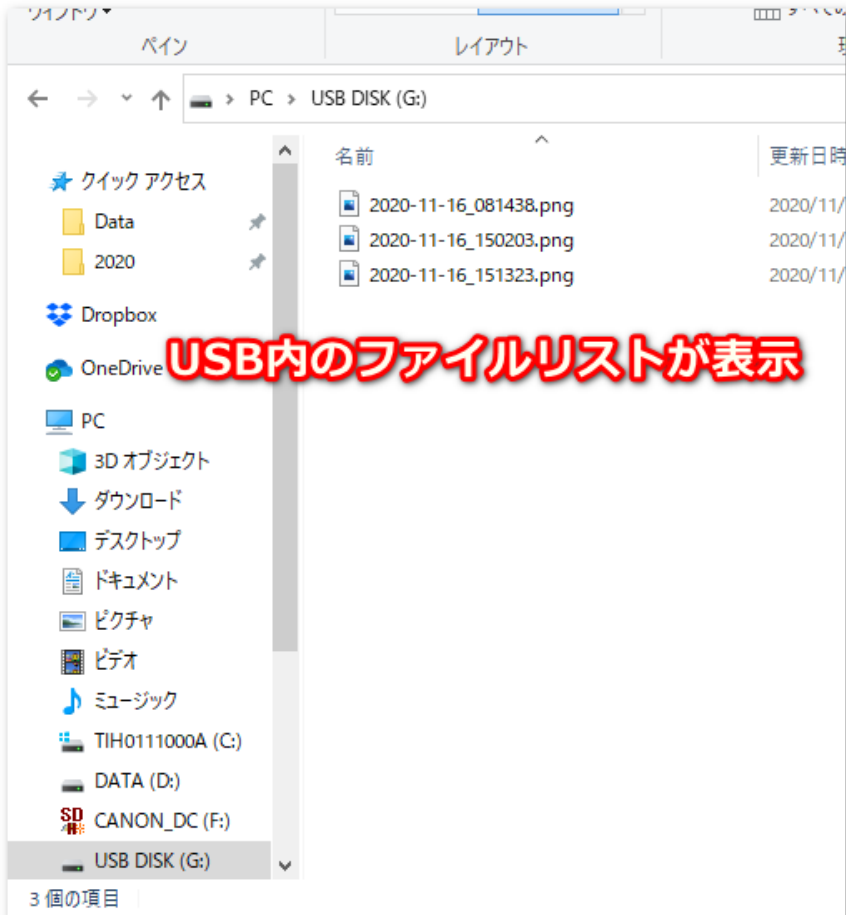 ウィンドウ
ペイン
レイアウト
PC › USB DISK (G:)
名前
更新日時
クイック アクセス
Data
2020
Dropbox
OneDrive
PC
3D オブジェクト
ダウンロード
デスクトップ
ドキュメント
ピクチャ
ビデオ
ミュージック
TIH0111000A (C:)
DATA (D:)
CANON_DC (F:)
USB DISK (G:)
2020-11-16_081438.png 2020/11/
2020-11-16_150203.png 2020/11/
2020-11-16_151323.png 2020/11/
USB内のファイルリストが表示
3 個の項目